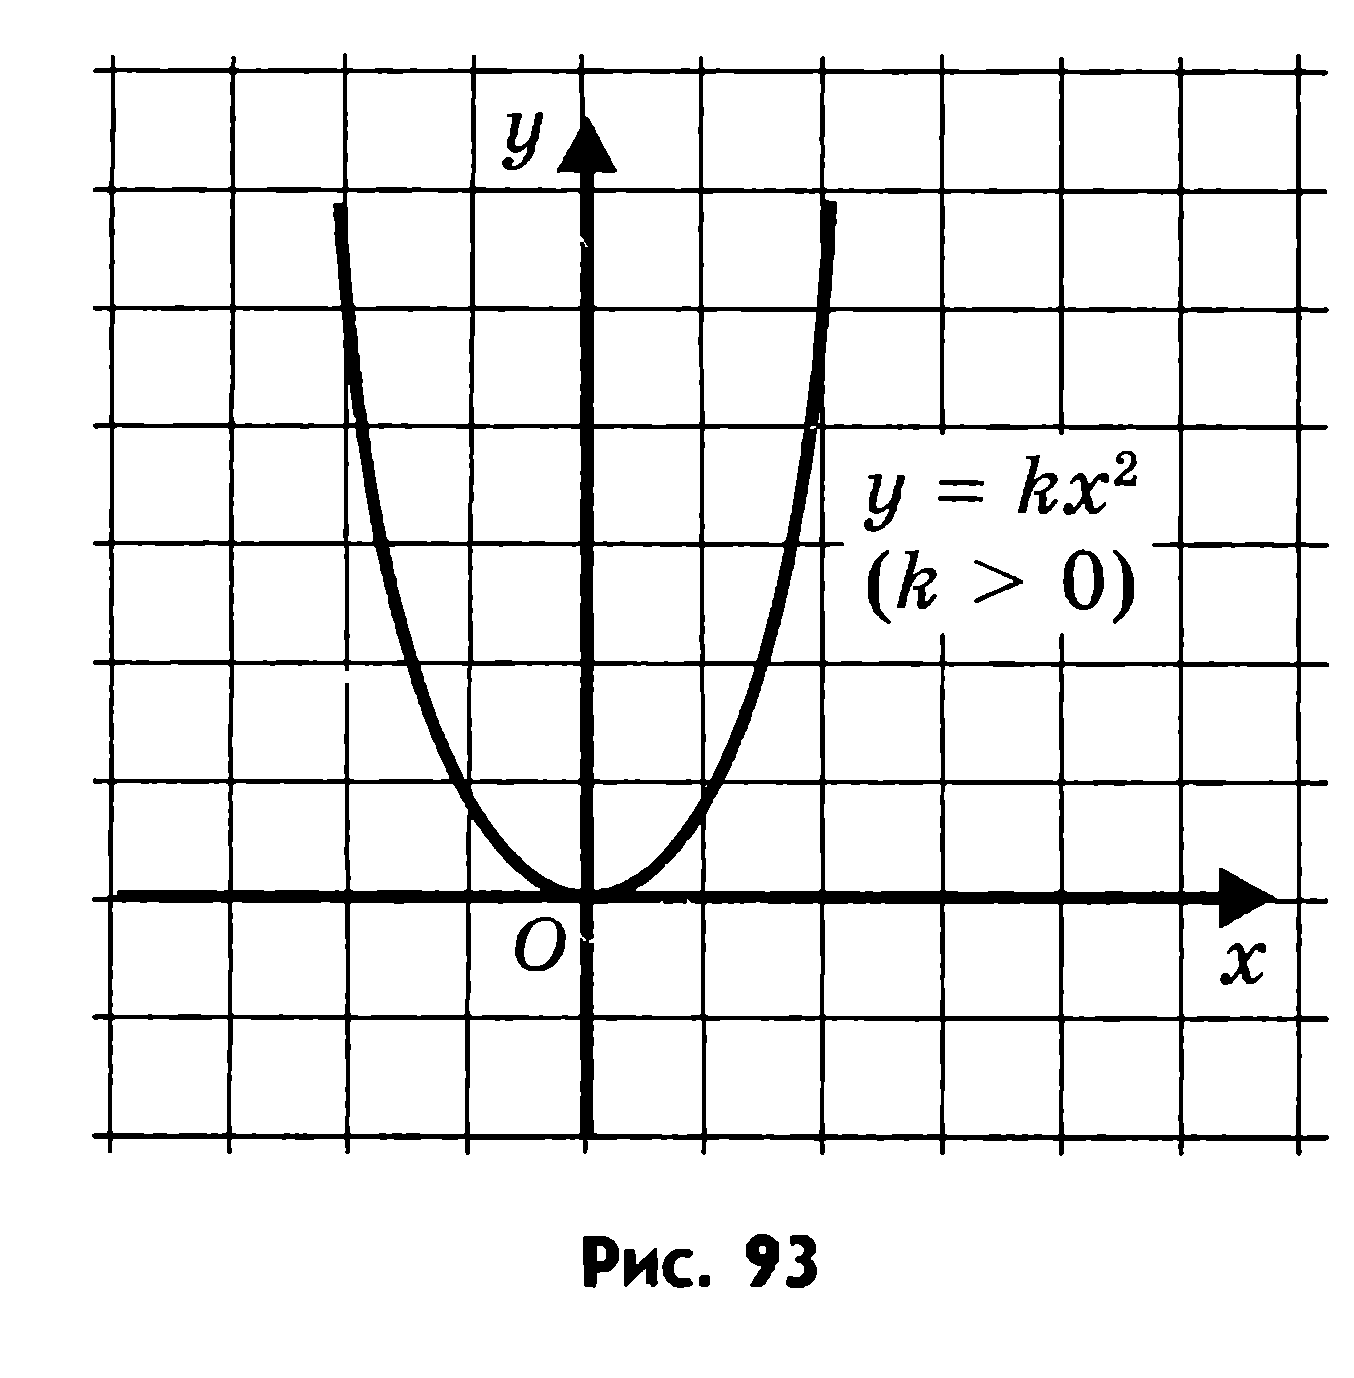 y
y = kx²
(k > 0)
O
x
Рис. 93